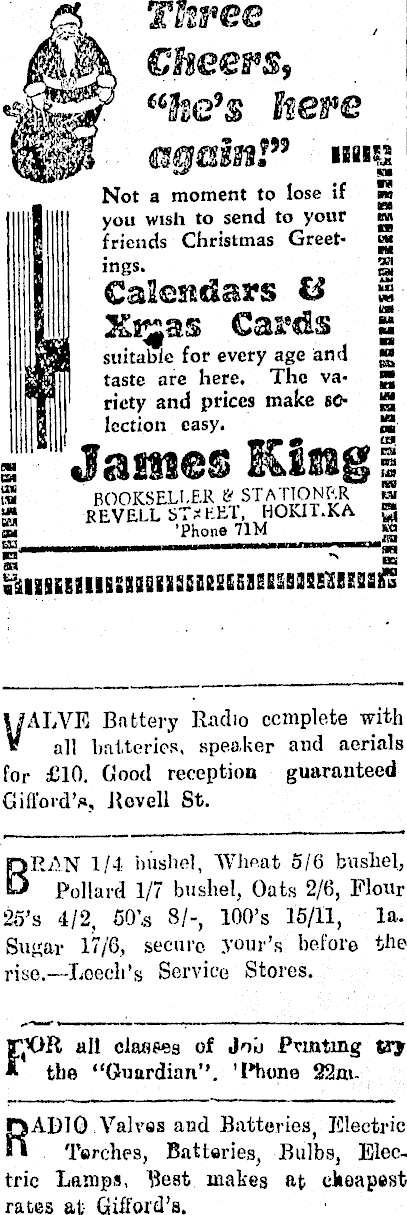 Three
Cheers,
“he’s here
again!”
Not a moment to lose if
you wish to send to your
friends Christmas Greet-
ings.
Calendars &
Xmas Cards
suitable for every age and
taste are here. The va-
riety and prices make se-
lection easy.
James King
BOOKSELLER & STATIONER
REVELL STREET, HOKIT.KA
'Phone 71M
VALVE Battery Radio complete with
all batteries, speaker and aerials
for £10. Good reception guaranteed
Gifford's, Revell St.
BRAN 1/4 bushel, Wheat 5/6 bushel,
Pollard 1/7 bushel, Oats 2/6, Flour
25's 4/2, 50's 8/-, 100's 15/11, 1a.
Sugar 17/6, secure your's before the
rise.—Leech's Service Stores.
FOR all classes of Job Printing try
the "Guardian". 'Phone 22m.
RADIO Valves and Batteries, Electric
Torches, Batteries, Bulbs, Elec-
tric Lamps, Best makes at cheapest
rates at Gifford's.